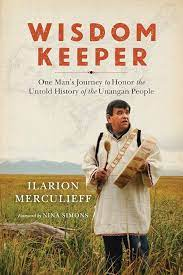 WISDOM
KEEPER
One Man's Journey to Honor the
Untold History of the Unangan People
ILARION
MERCULIEFF
Foreword by NINA SIMONS